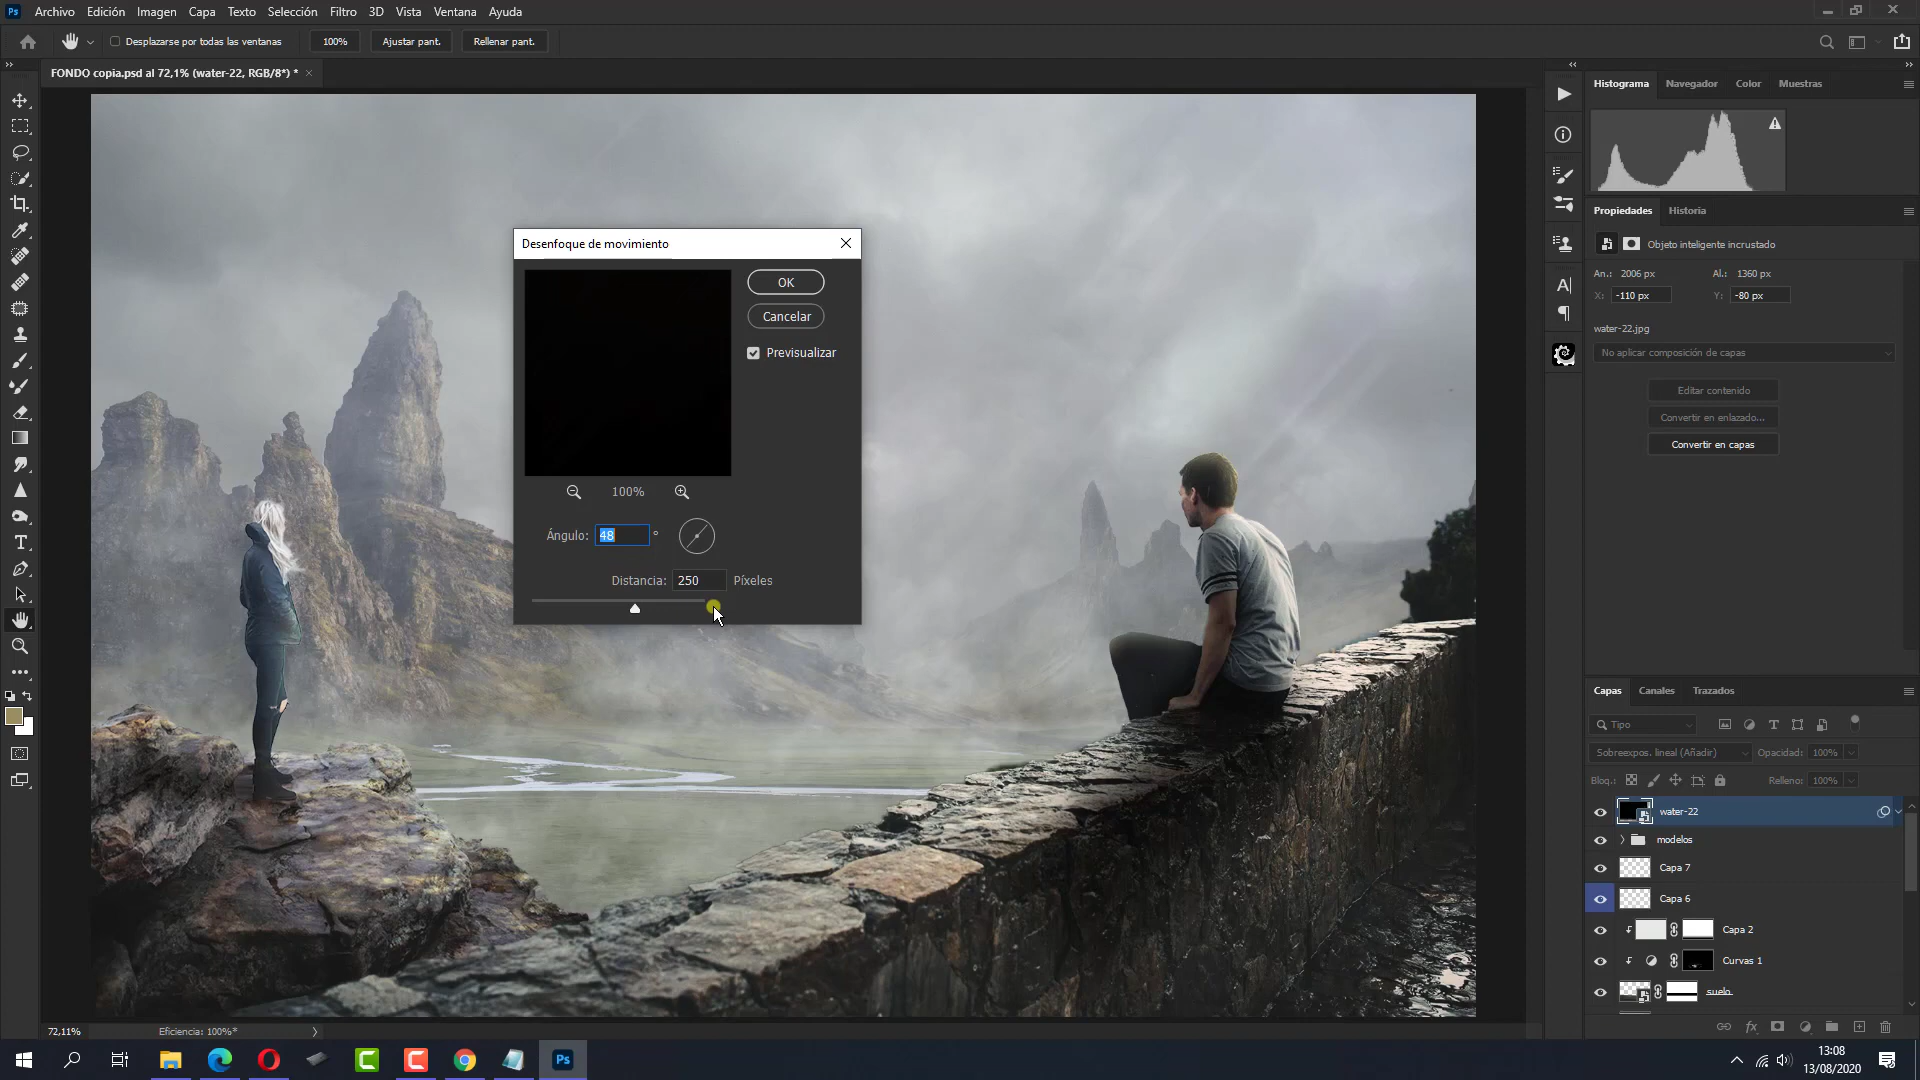 Ps Archivo Edición Imagen Capa Texto Selección Filtro 3D Vista Ventana Ayuda
Desplazarse por todas las ventanas 100% Ajustar pant. Rellenar pant.
FONDO copia.psd al 72,1% (water-22, RGB/8*) * ×
Histograma Navegador Color Muestras
Propiedades Historia
Objeto inteligente incrustado
An.: 2006 px Al.: 1360 px
X: -110 px Y: -80 px
water-22.jpg
No aplicar composición de capas
Editar contenido
Convertir en enlazado...
Convertir en capas
Desenfoque de movimiento
OK
Cancelar
Previsualizar
100%
Ángulo: 48 °
Distancia: 250 Píxeles
Capas Canales Trazados
Tipo
Sobreexpos. lineal (Añadir) Opacidad: 100%
Bloq.: Relleno: 100%
water-22
modelos
Capa 7
Capa 6
Capa 2
Curvas 1
suelo
72,11% Eficiencia: 100%*
Ps
13:08
13/08/2020